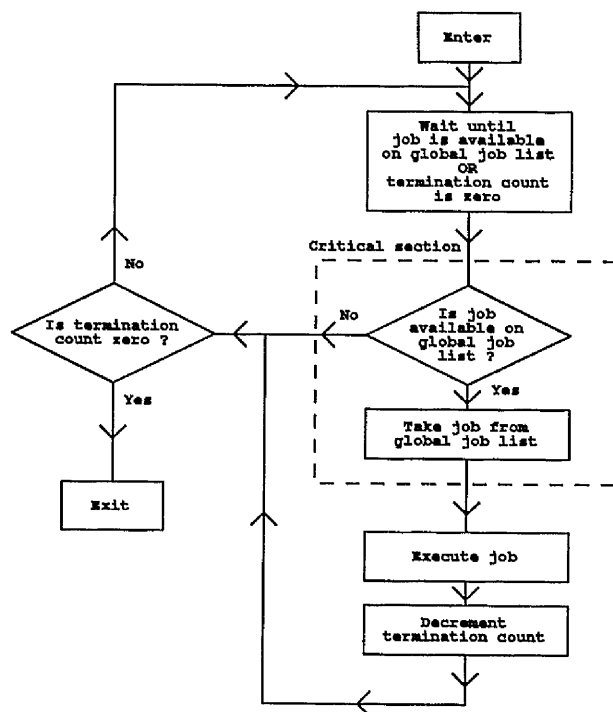 Enter
Wait until
job is available
on global job list
OR
termination count
is zero
Critical section
No
No
Is job
available on
global job
list ?
Is termination
count zero ?
Yes
Yes
Take job from
global job list
Exit
Execute job
Decrement
termination count